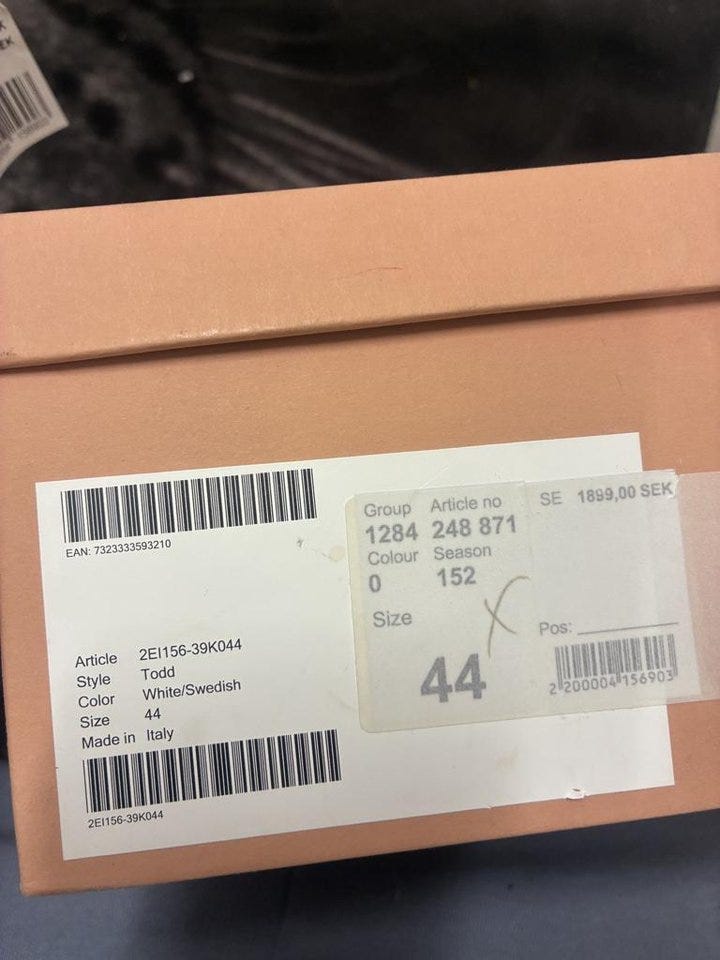 EAN: 7323333593210
Article 2EI156-39K044
Style Todd
Color White/Swedish
Size 44
Made in Italy
2EI156-39K044
Group Article no
1284 248 871
Colour Season
0 152
Size
44
SE 1899,00 SEK
Pos:
2 200004 156903